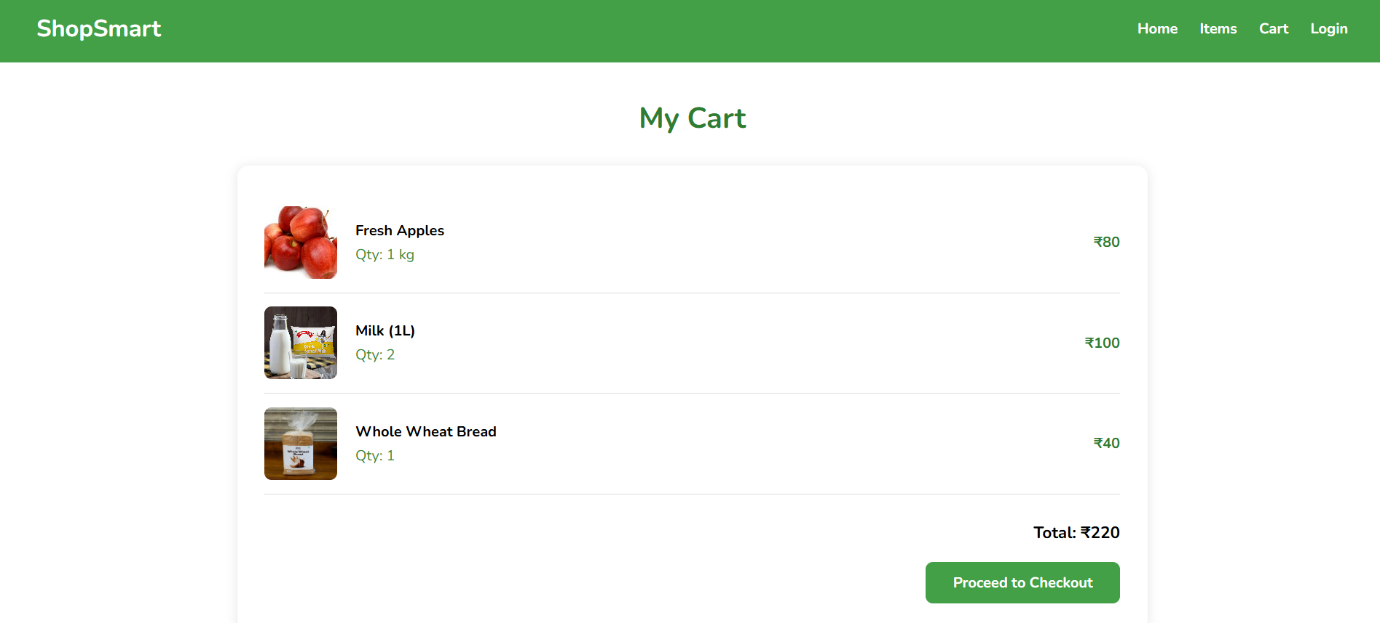 ShopSmart
Home Items Cart Login
My Cart
Fresh Apples
Qty: 1 kg
₹80
Milk (1L)
Qty: 2
₹100
Whole Wheat Bread
Qty: 1
₹40
Total: ₹220
Proceed to Checkout